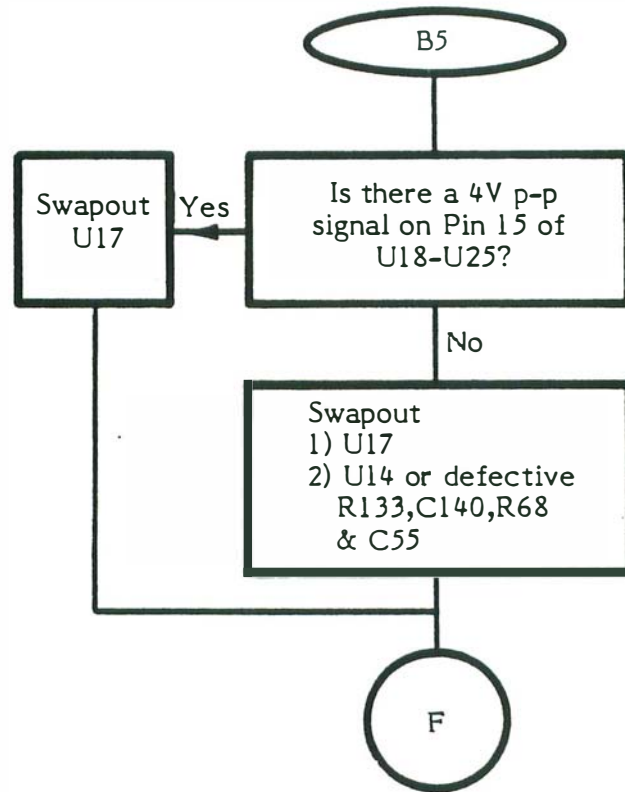 B5
Is there a 4V p-p
signal on Pin 15 of
U18-U25?
Yes
Swapout
U17
No
Swapout
1) U17
2) U14 or defective
R133,C140,R68
& C55
F